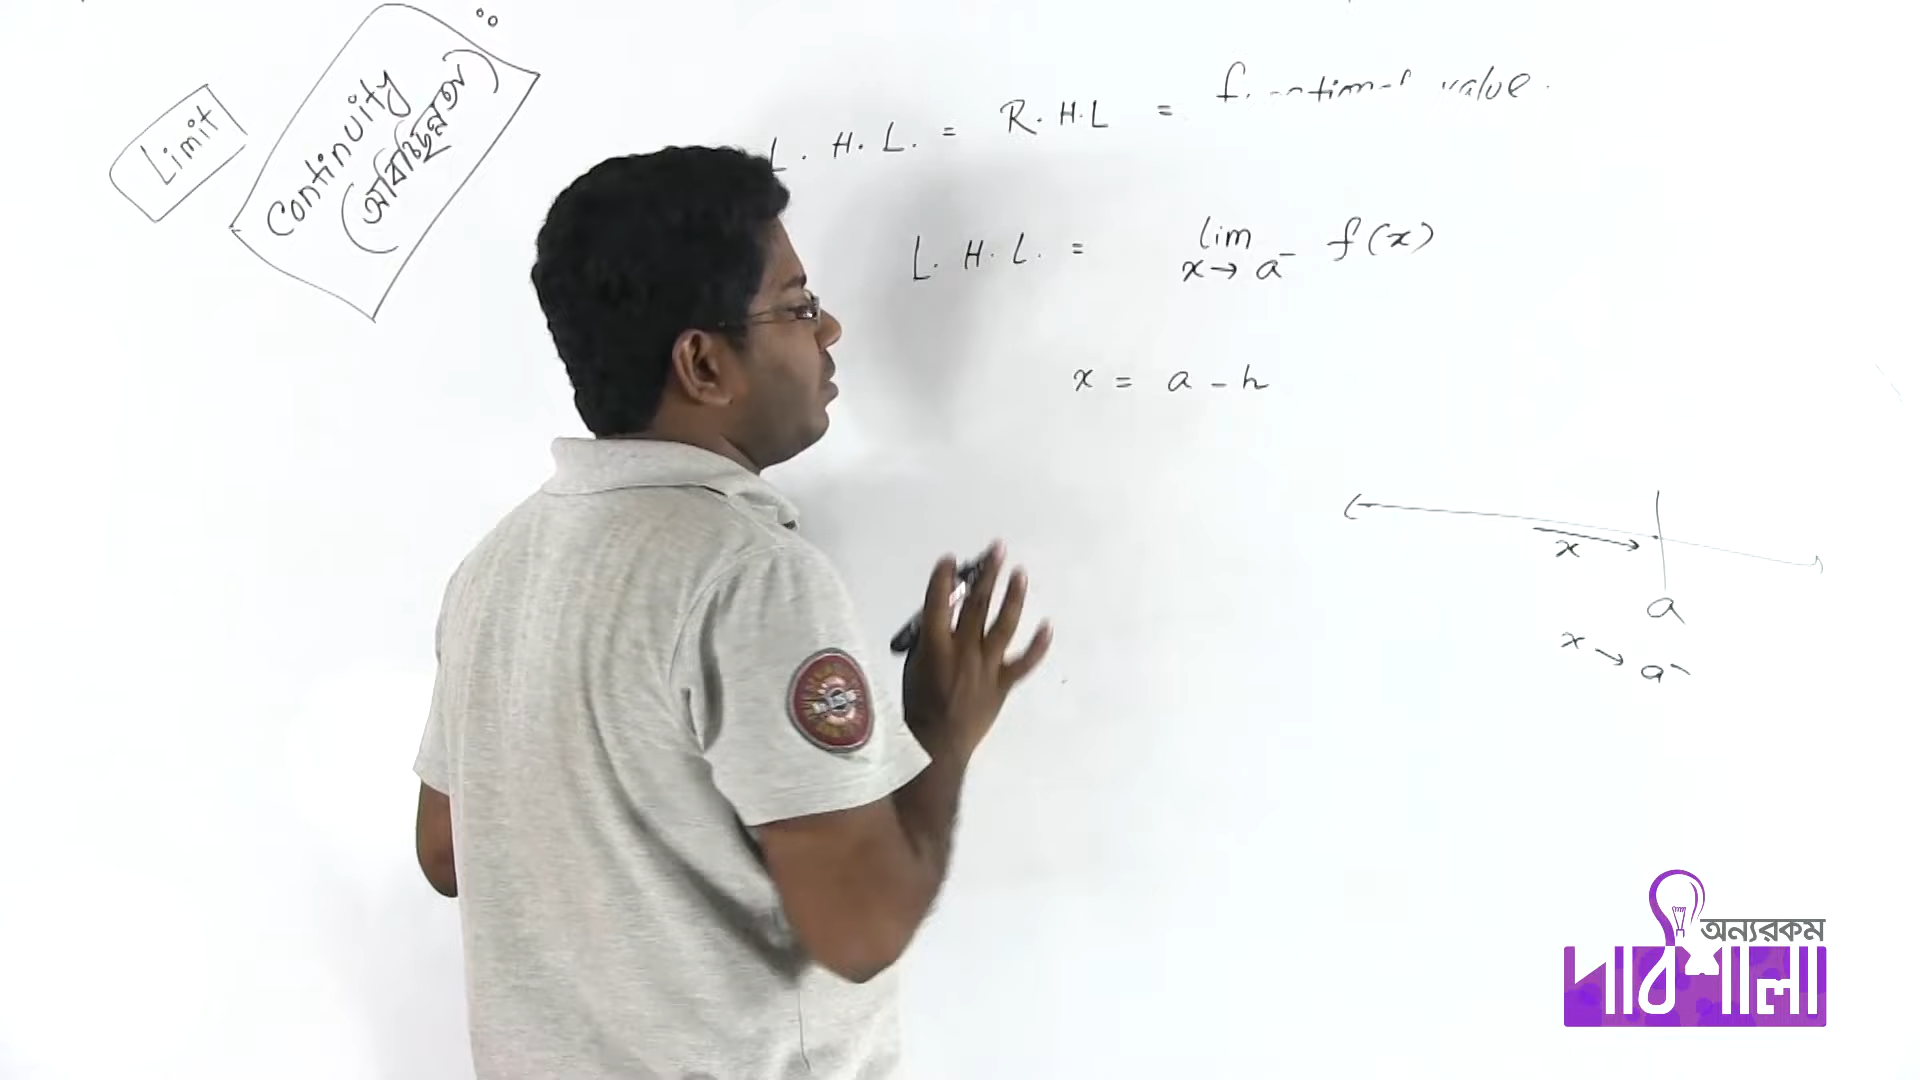 Limit
Continuity
(অবিচ্ছিন্নতা)
L. H. L. = R. H. L = functional value.
L. H. L. = lim f(x)
x → a⁻
x = a - h
x
a
x → a⁻
অন্যরকম
পাঠশালা